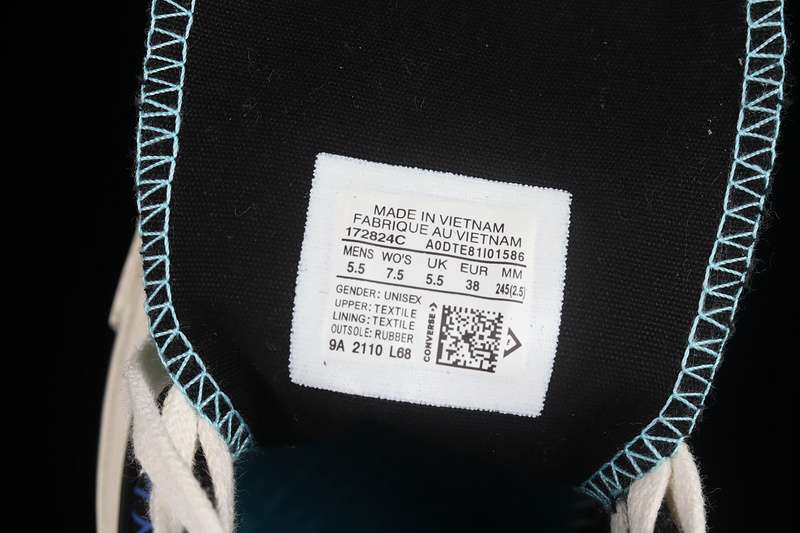 MADE IN VIETNAM
FABRIQUE AU VIETNAM
172824C A0DTE81I01586
MENS WO'S UK EUR MM
5.5 7.5 5.5 38 245(2.5)
GENDER: UNISEX
UPPER: TEXTILE
LINING: TEXTILE
OUTSOLE: RUBBER
9A 2110 L68
CONVERSE